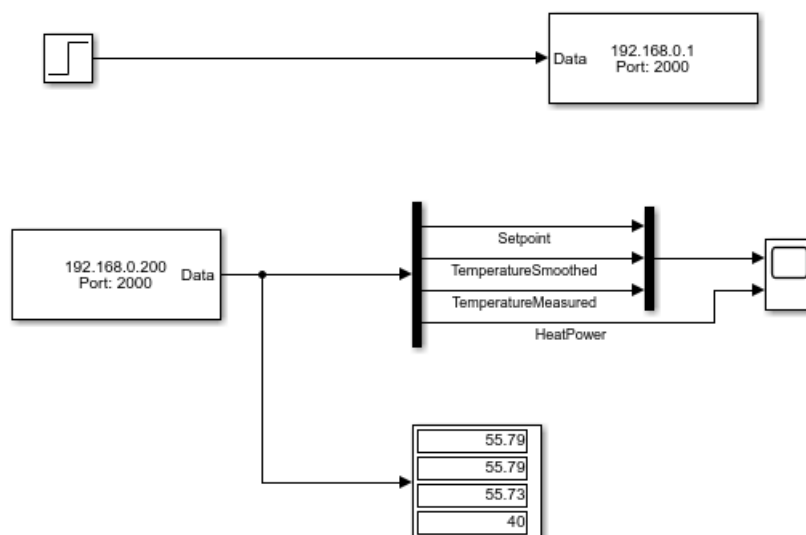 Data
192.168.0.1
Port: 2000
192.168.0.200
Port: 2000
Data
Setpoint
TemperatureSmoothed
TemperatureMeasured
HeatPower
55.79
55.79
55.73
40